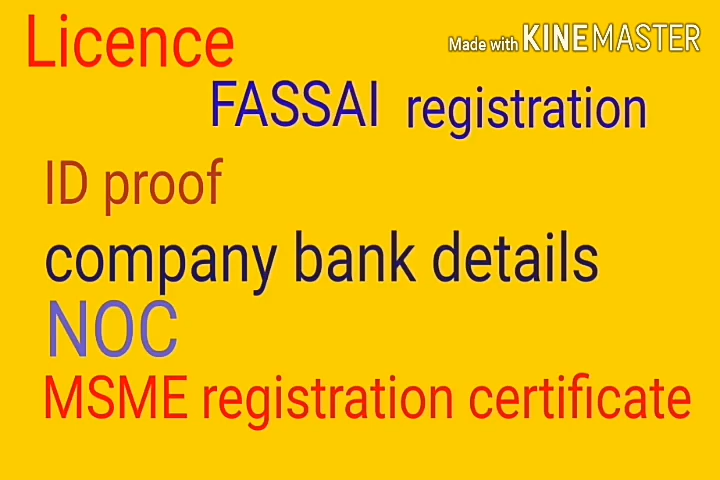 Licence
Made with KINEMASTER
FASSAI registration
ID proof
company bank details
NOC
MSME registration certificate